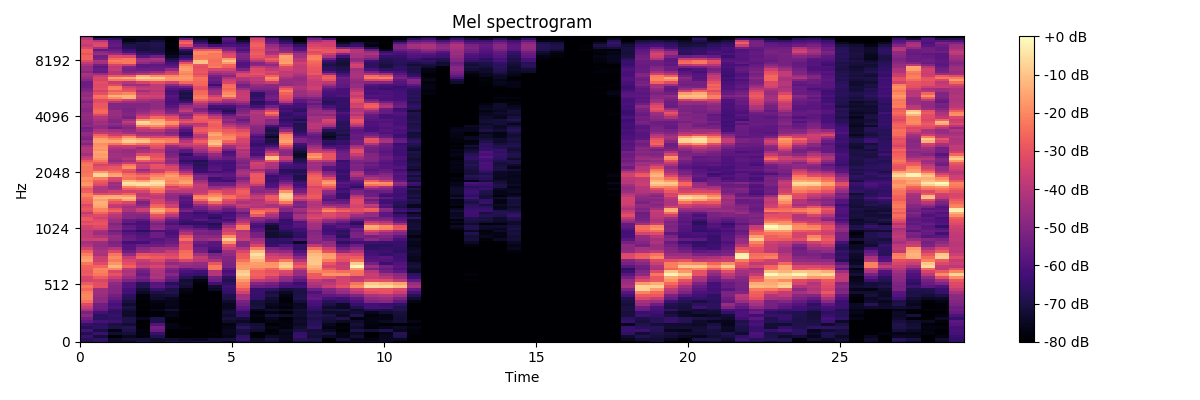 Mel spectrogram
8192
4096
2048
1024
512
0
Hz
0 5 10 15 20 25
Time
+0 dB
-10 dB
-20 dB
-30 dB
-40 dB
-50 dB
-60 dB
-70 dB
-80 dB